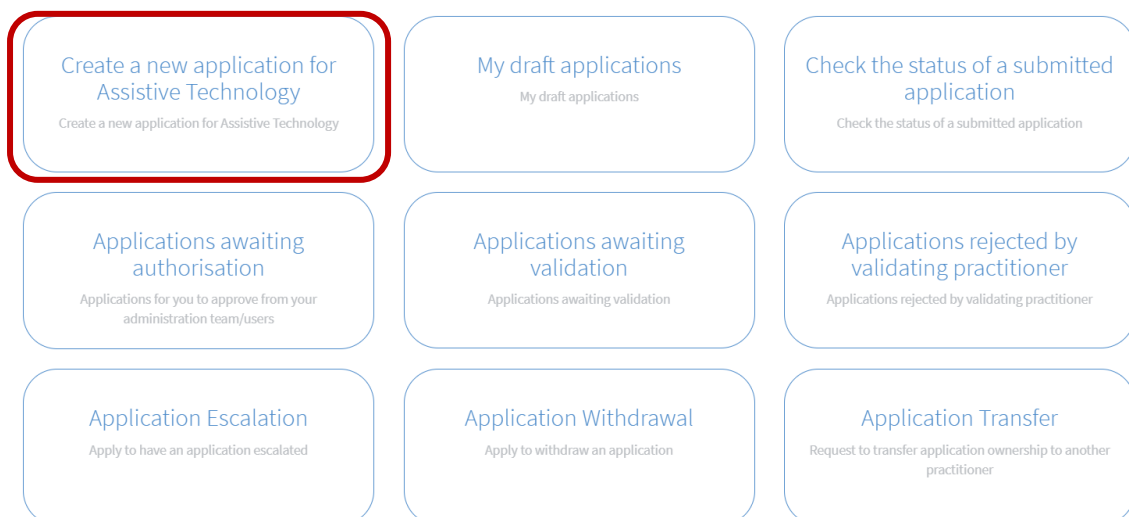 Create a new application for
Assistive Technology
Create a new application for Assistive Technology
My draft applications
My draft applications
Check the status of a submitted
application
Check the status of a submitted application
Applications awaiting
authorisation
Applications for you to approve from your
administration team/users
Applications awaiting
validation
Applications awaiting validation
Applications rejected by
validating practitioner
Applications rejected by validating practitioner
Application Escalation
Apply to have an application escalated
Application Withdrawal
Apply to withdraw an application
Application Transfer
Request to transfer application ownership to another
practitioner